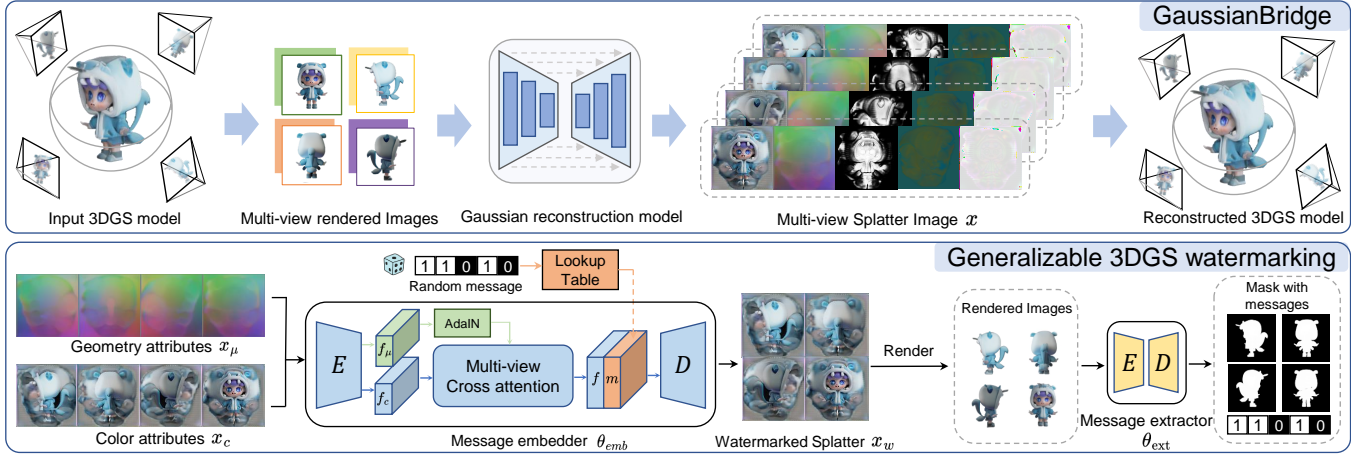 GaussianBridge
Input 3DGS model
Multi-view rendered Images
Gaussian reconstruction model
Multi-view Splatter Image x
Reconstructed 3DGS model
Generalizable 3DGS watermarking
1 1 0 1 0
Random message
Lookup
Table
Geometry attributes x_μ
Color attributes x_c
E
f_μ
f_c
AdaIN
Multi-view
Cross attention
f m
D
Message embedder θ_emb
Watermarked Splatter x_w
Render
Rendered Images
E D
Message extractor
θ_ext
Mask with
messages
1 1 0 1 0